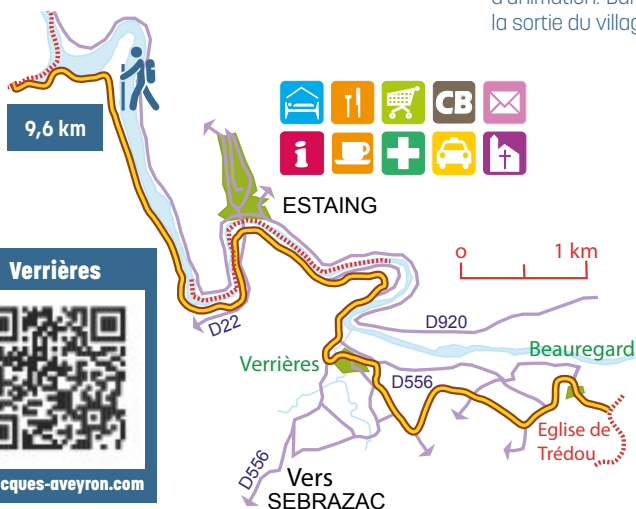 d'animation. Dan
la sortie du villag
9,6 km
CB
i
ESTAING
o 1 km
Verrières
D22
D920
Verrières
Beauregard
D556
Eglise de
Trédou
D556
Vers
SEBRAZAC
cques-aveyron.com